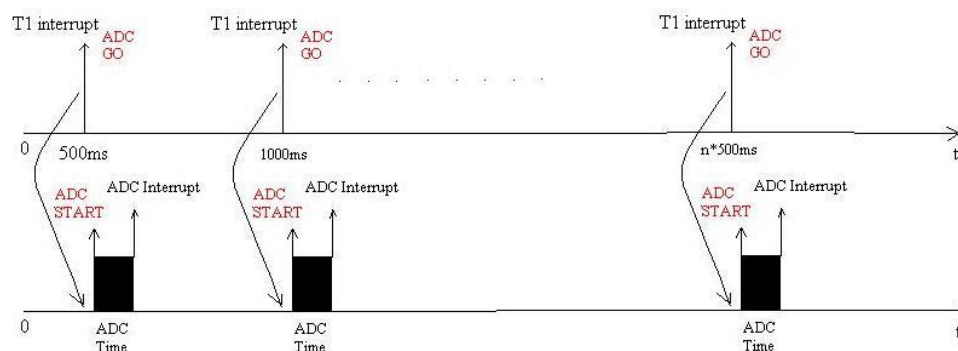 T1 interrupt
ADC
GO
T1 interrupt
ADC
GO
T1 interrupt
ADC
GO
0
500ms
1000ms
n*500ms
t
ADC
START
ADC Interrupt
ADC
START
ADC Interrupt
ADC
START
ADC Interrupt
0
ADC
Time
ADC
Time
ADC
Time
t